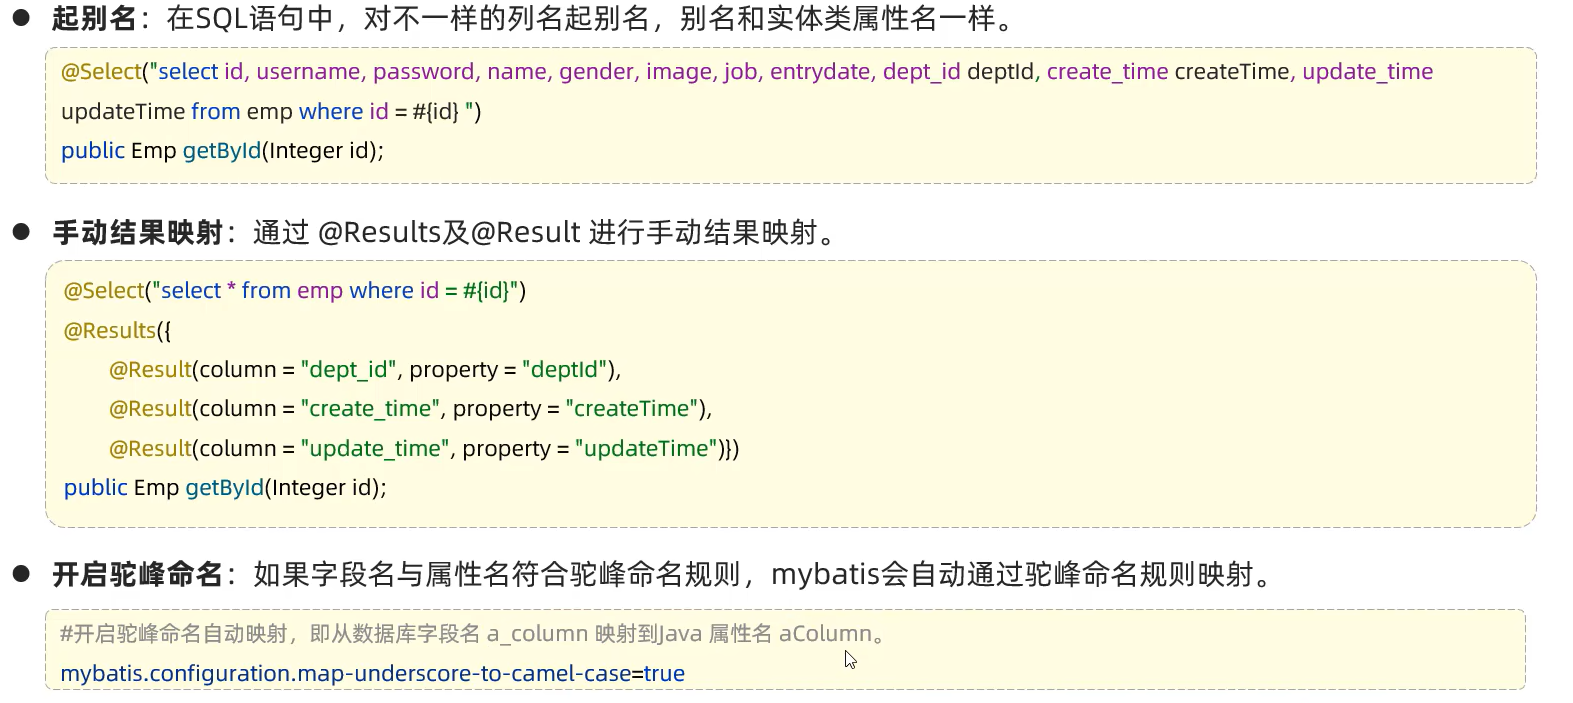 ● 起别名：在SQL语句中，对不一样的列名起别名，别名和实体类属性名一样。
@Select("select id, username, password, name, gender, image, job, entrydate, dept_id deptId, create_time createTime, update_time
updateTime from emp where id = #{id} ")
public Emp getById(Integer id);
● 手动结果映射：通过 @Results及@Result 进行手动结果映射。
@Select("select * from emp where id = #{id}")
@Results({
@Result(column = "dept_id", property = "deptId"),
@Result(column = "create_time", property = "createTime"),
@Result(column = "update_time", property = "updateTime")})
public Emp getById(Integer id);
● 开启驼峰命名：如果字段名与属性名符合驼峰命名规则，mybatis会自动通过驼峰命名规则映射。
#开启驼峰命名自动映射，即从数据库字段名 a_column 映射到Java 属性名 aColumn。
mybatis.configuration.map-underscore-to-camel-case=true